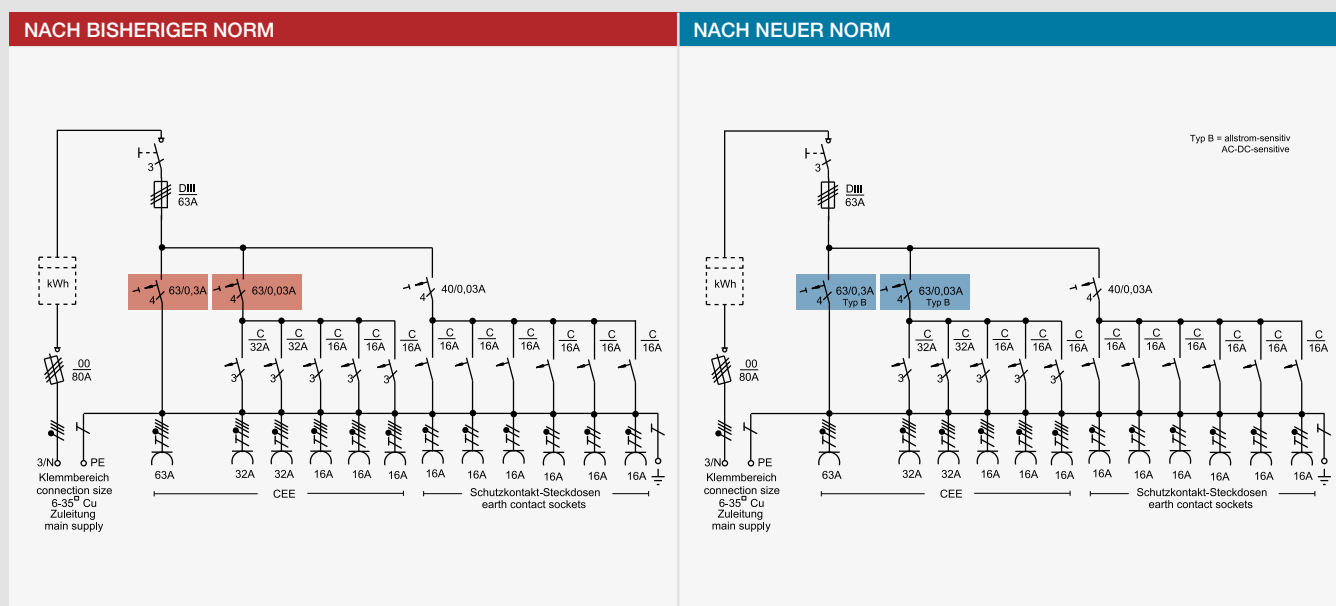 NACH BISHERIGER NORM
3
DIII
63A
kWh
4
63/0,3A
4
63/0,03A
4
40/0,03A
C
32A
C
32A
C
16A
C
16A
C
16A
C
16A
C
16A
C
16A
C
16A
C
16A
C
16A
00
80A
3
3
3
3
3
3/N
PE
63A
32A
32A
16A
16A
16A
16A
16A
16A
16A
16A
16A
Klemmbereich
connection size
6-35□ Cu
Zuleitung
main supply
CEE
Schutzkontakt-Steckdosen
earth contact sockets
NACH NEUER NORM
Typ B = allstrom-sensitiv
AC-DC-sensitive
3
DIII
63A
kWh
4
63/0,3A
Typ B
4
63/0,03A
Typ B
4
40/0,03A
C
32A
C
32A
C
16A
C
16A
C
16A
C
16A
C
16A
C
16A
C
16A
C
16A
C
16A
00
80A
3
3
3
3
3
3/N
PE
63A
32A
32A
16A
16A
16A
16A
16A
16A
16A
16A
16A
Klemmbereich
connection size
6-35□ Cu
Zuleitung
main supply
CEE
Schutzkontakt-Steckdosen
earth contact sockets